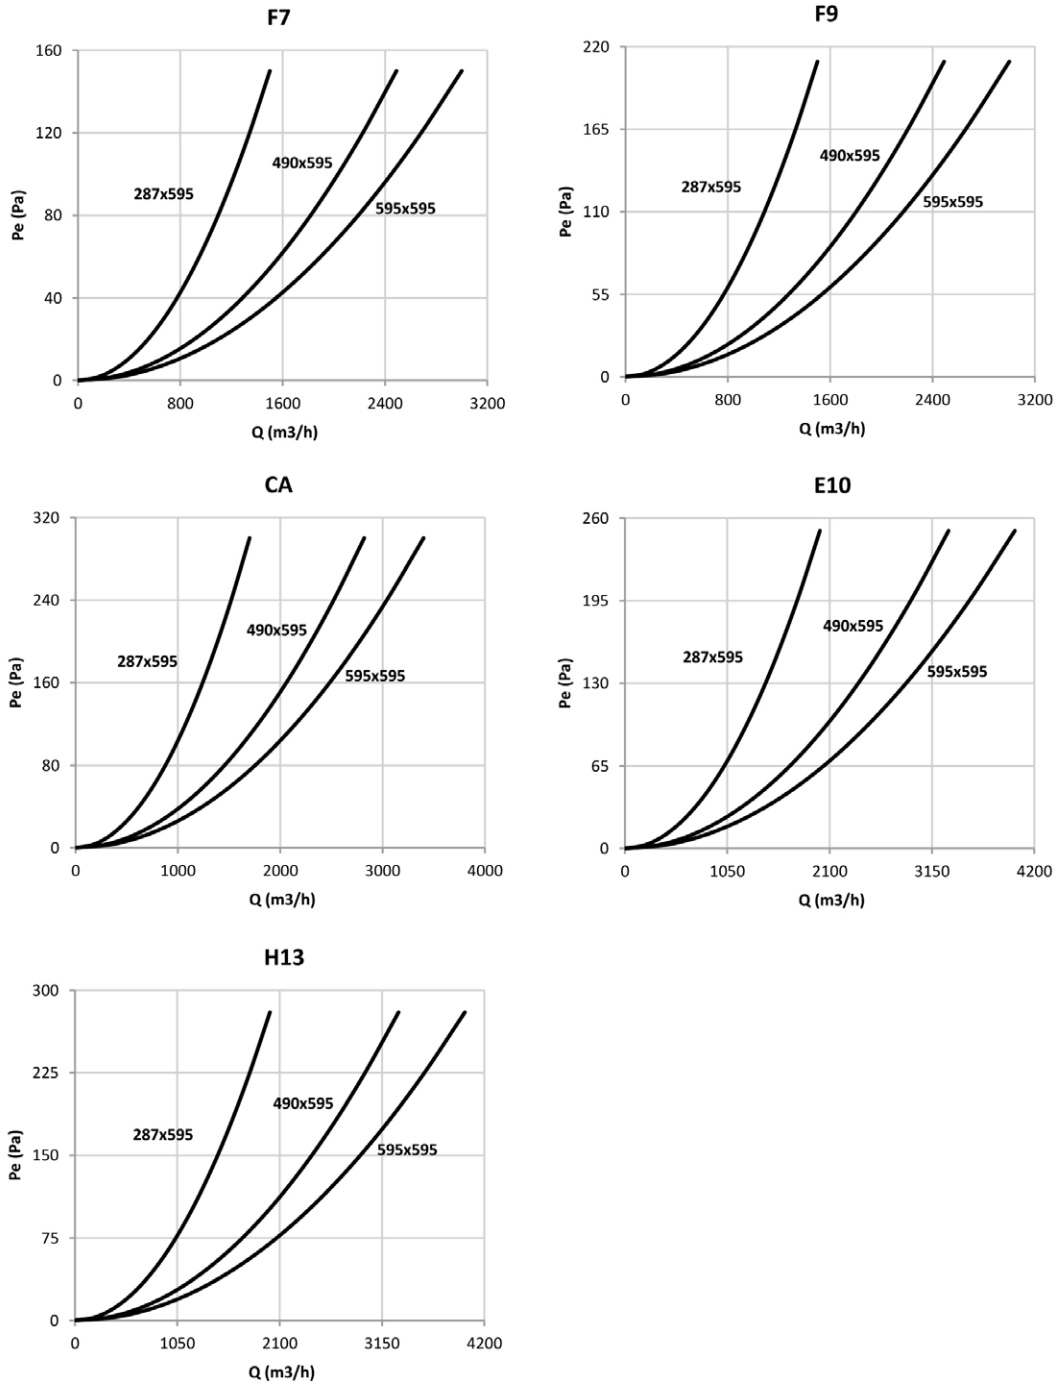 F7
160
120
80
40
0
Pe (Pa)
287x595
490x595
595x595
0 800 1600 2400 3200
Q (m3/h)
F9
220
165
110
55
0
Pe (Pa)
287x595
490x595
595x595
0 800 1600 2400 3200
Q (m3/h)
CA
320
240
160
80
0
Pe (Pa)
287x595
490x595
595x595
0 1000 2000 3000 4000
Q (m3/h)
E10
260
195
130
65
0
Pe (Pa)
287x595
490x595
595x595
0 1050 2100 3150 4200
Q (m3/h)
H13
300
225
150
75
0
Pe (Pa)
287x595
490x595
595x595
0 1050 2100 3150 4200
Q (m3/h)